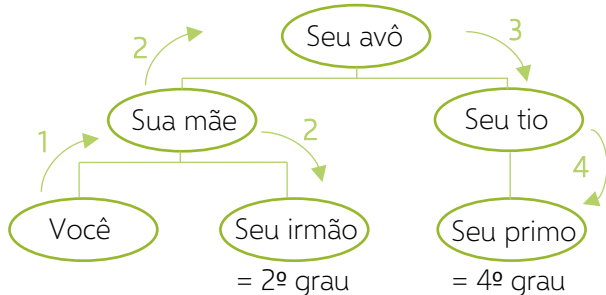 Seu avô
2
3
Sua mãe
Seu tio
1
2
4
Você
Seu irmão
Seu primo
= 2º grau
= 4º grau